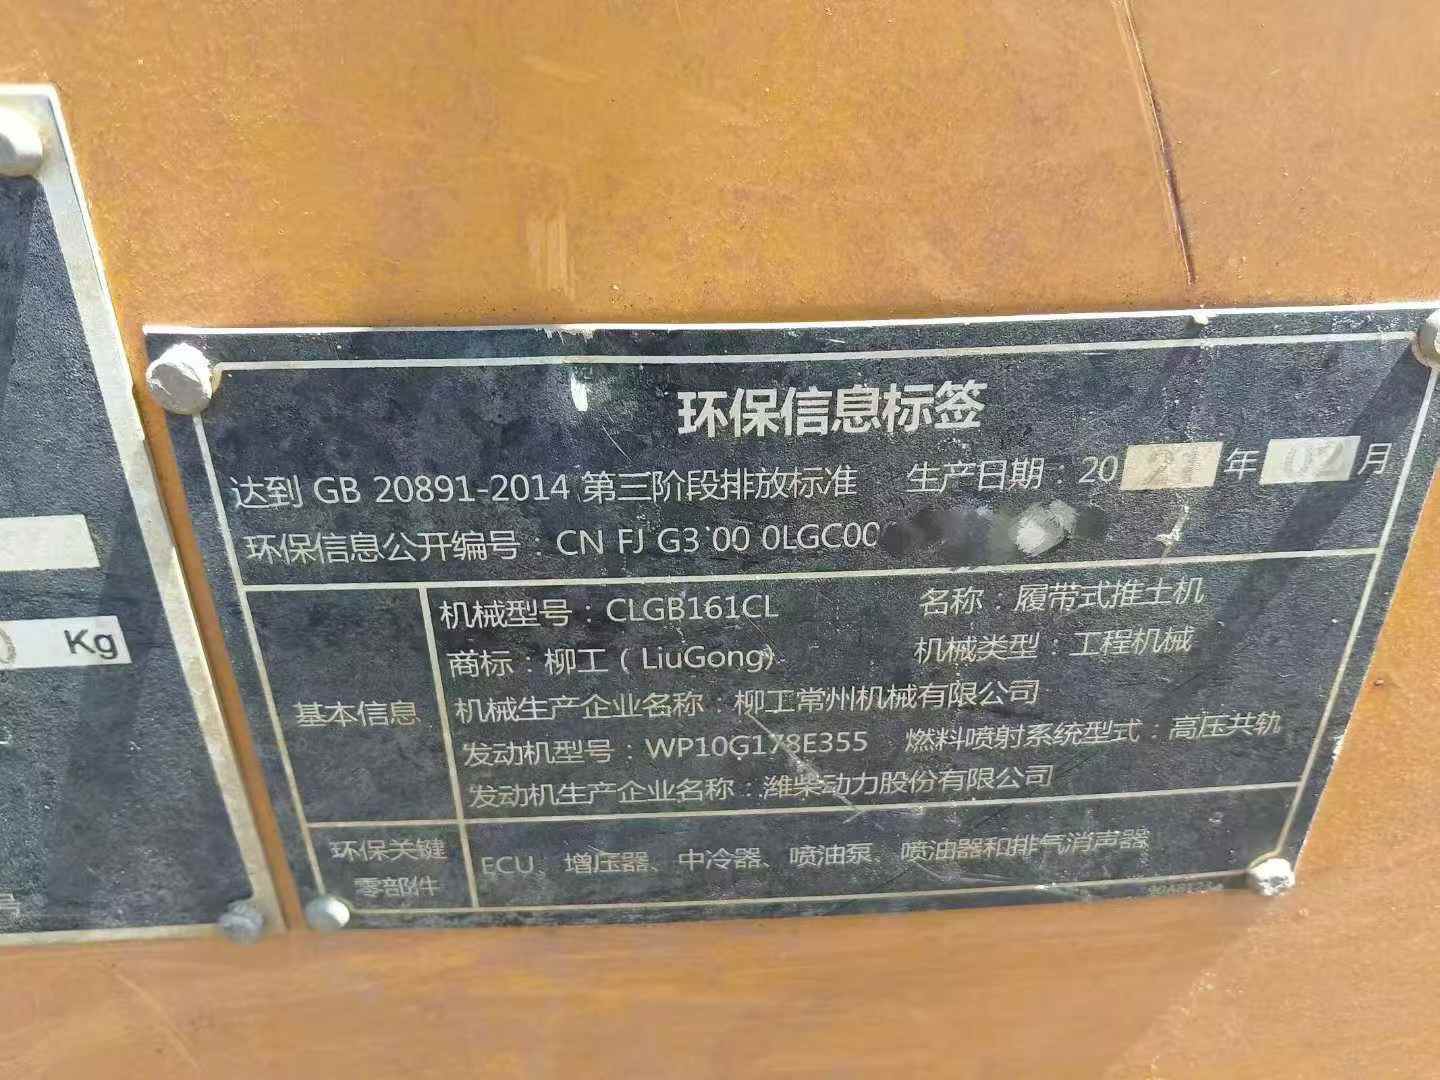 Kg
环保信息标签
达到 GB 20891-2014 第三阶段排放标准 生产日期：2021年02月
环保信息公开编号：CN FJ G3 00 0LGC00
基本信息
机械型号：CLGB161CL 名称：履带式推土机
商标：柳工（LiuGong） 机械类型：工程机械
机械生产企业名称：柳工常州机械有限公司
发动机型号：WP10G178E355 燃料喷射系统型式：高压共轨
发动机生产企业名称：潍柴动力股份有限公司
环保关键
零部件
ECU、增压器、中冷器、喷油泵、喷油器和排气消声器
号